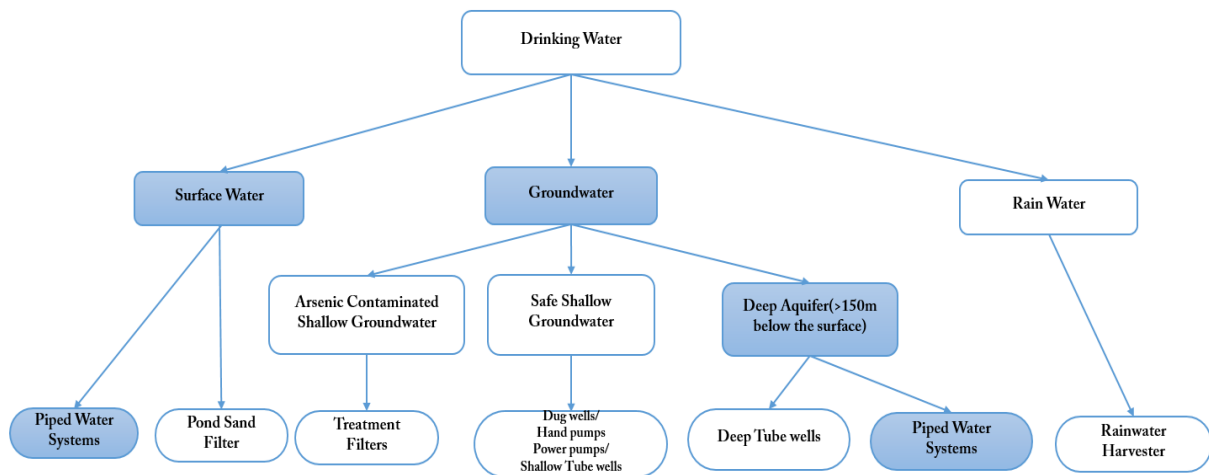 Drinking Water
Surface Water
Groundwater
Rain Water
Arsenic Contaminated
Shallow Groundwater
Safe Shallow
Groundwater
Deep Aquifer(>150m
below the surface)
Piped Water
Systems
Pond Sand
Filter
Treatment
Filters
Dug wells/
Hand pumps
Power pumps/
Shallow Tube wells
Deep Tube wells
Piped Water
Systems
Rainwater
Harvester